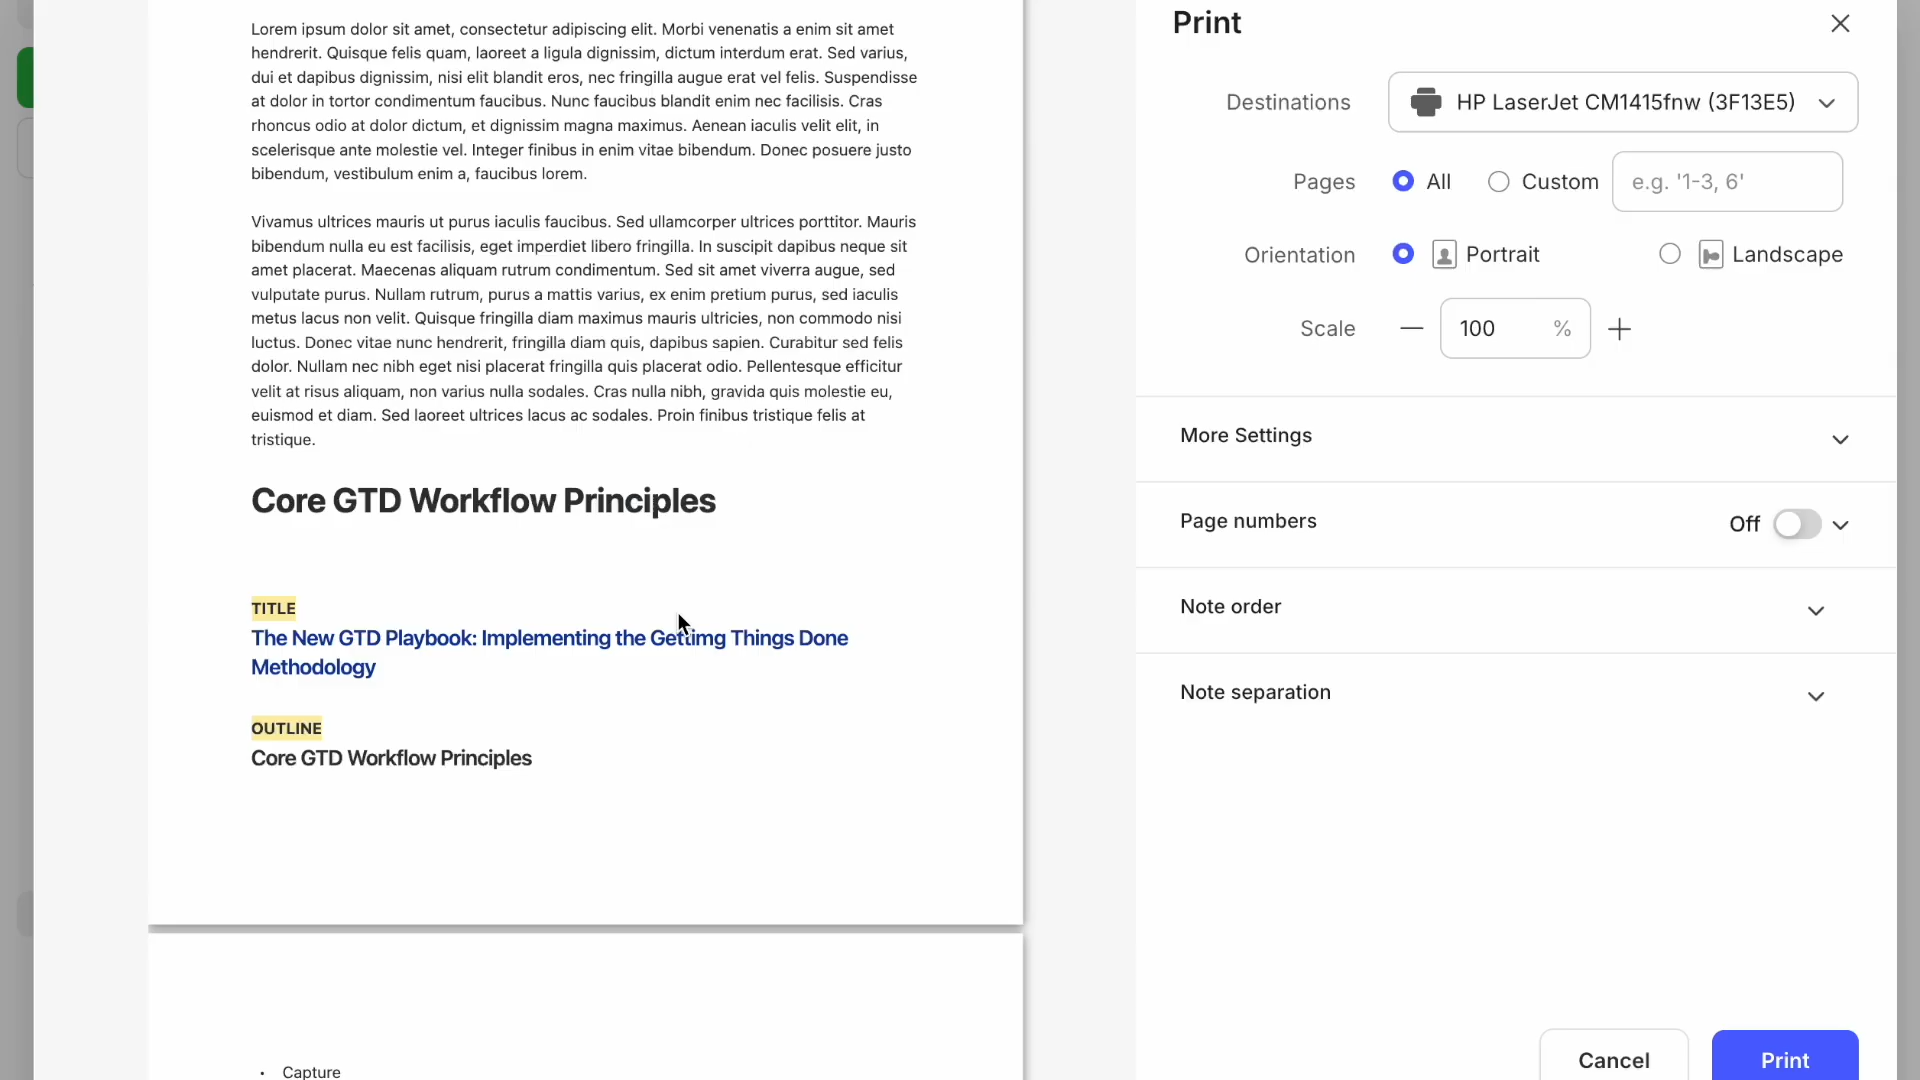 Lorem ipsum dolor sit amet, consectetur adipiscing elit. Morbi venenatis a enim sit amet
hendrerit. Quisque felis quam, laoreet a ligula dignissim, dictum interdum erat. Sed varius,
dui et dapibus dignissim, nisi elit blandit eros, nec fringilla augue erat vel felis. Suspendisse
at dolor in tortor condimentum faucibus. Nunc faucibus blandit enim nec facilisis. Cras
rhoncus odio at dolor dictum, et dignissim magna maximus. Aenean iaculis velit elit, in
scelerisque ante molestie vel. Integer finibus in enim vitae bibendum. Donec posuere justo
bibendum, vestibulum enim a, faucibus lorem.
Vivamus ultrices mauris ut purus iaculis faucibus. Sed ullamcorper ultrices porttitor. Mauris
bibendum nulla eu est facilisis, eget imperdiet libero fringilla. In suscipit dapibus neque sit
amet placerat. Maecenas aliquam rutrum condimentum. Sed sit amet viverra augue, sed
vulputate purus. Nullam rutrum, purus a mattis varius, ex enim pretium purus, sed iaculis
metus lacus non velit. Quisque fringilla diam maximus mauris ultricies, non commodo nisi
luctus. Donec vitae nunc hendrerit, fringilla diam quis, dapibus sapien. Curabitur sed felis
dolor. Nullam nec nibh eget nisi placerat fringilla quis placerat odio. Pellentesque efficitur
velit at risus aliquam, non varius nulla sodales. Cras nulla nibh, gravida quis molestie eu,
euismod et diam. Sed laoreet ultrices lacus ac sodales. Proin finibus tristique felis at
tristique.
Core GTD Workflow Principles
TITLE
The New GTD Playbook: Implementing the Gettimg Things Done
Methodology
OUTLINE
Core GTD Workflow Principles
• Capture
Print
Destinations HP LaserJet CM1415fnw (3F13E5)
Pages All Custom e.g. '1-3, 6'
Orientation Portrait Landscape
Scale — 100 % +
More Settings
Page numbers Off
Note order
Note separation
Cancel Print